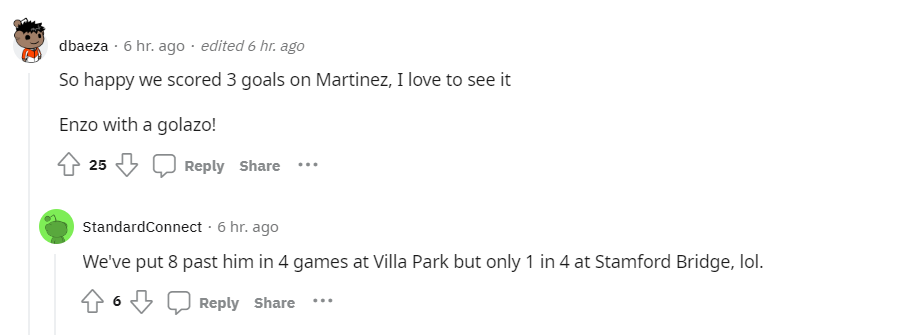 dbaeza · 6 hr. ago · edited 6 hr. ago
So happy we scored 3 goals on Martinez, I love to see it
Enzo with a golazo!
25 Reply Share ···
StandardConnect · 6 hr. ago
We've put 8 past him in 4 games at Villa Park but only 1 in 4 at Stamford Bridge, lol.
6 Reply Share ···